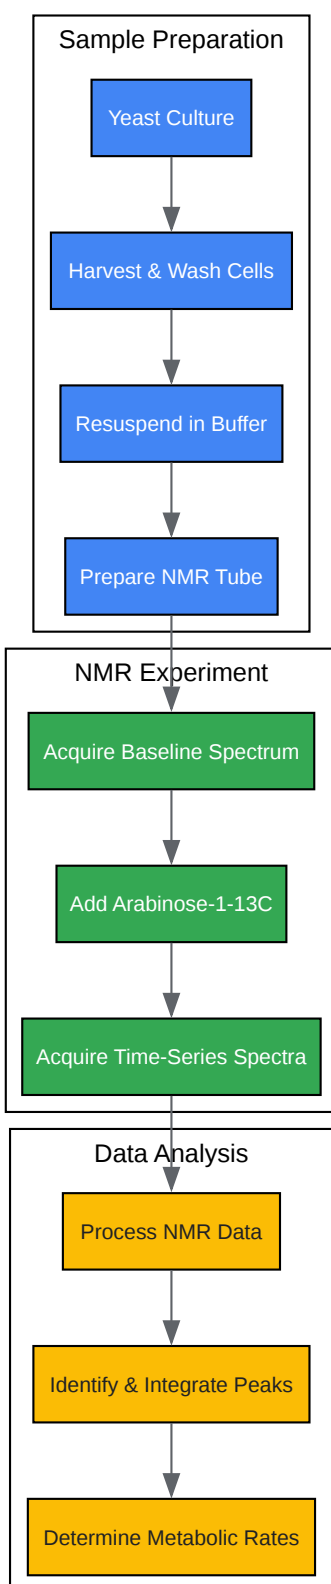 Sample Preparation
Yeast Culture
Harvest & Wash Cells
Resuspend in Buffer
Prepare NMR Tube
NMR Experiment
Acquire Baseline Spectrum
Add Arabinose-1-13C
Acquire Time-Series Spectra
Data Analysis
Process NMR Data
Identify & Integrate Peaks
Determine Metabolic Rates